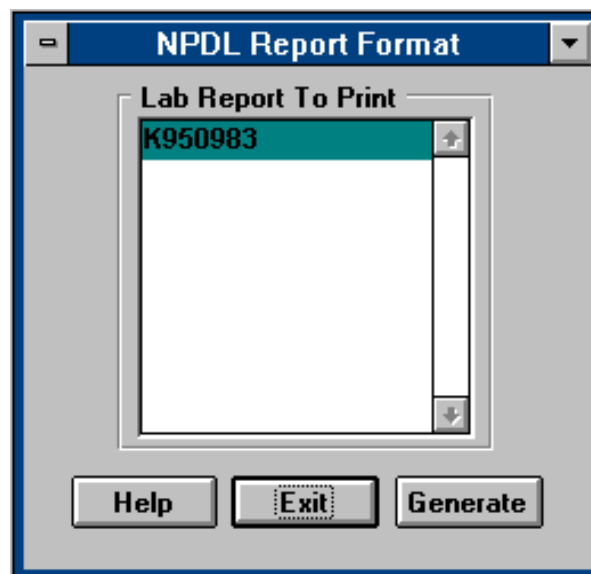 NPDL Report Format
Lab Report To Print
K950983
Help Exit Generate